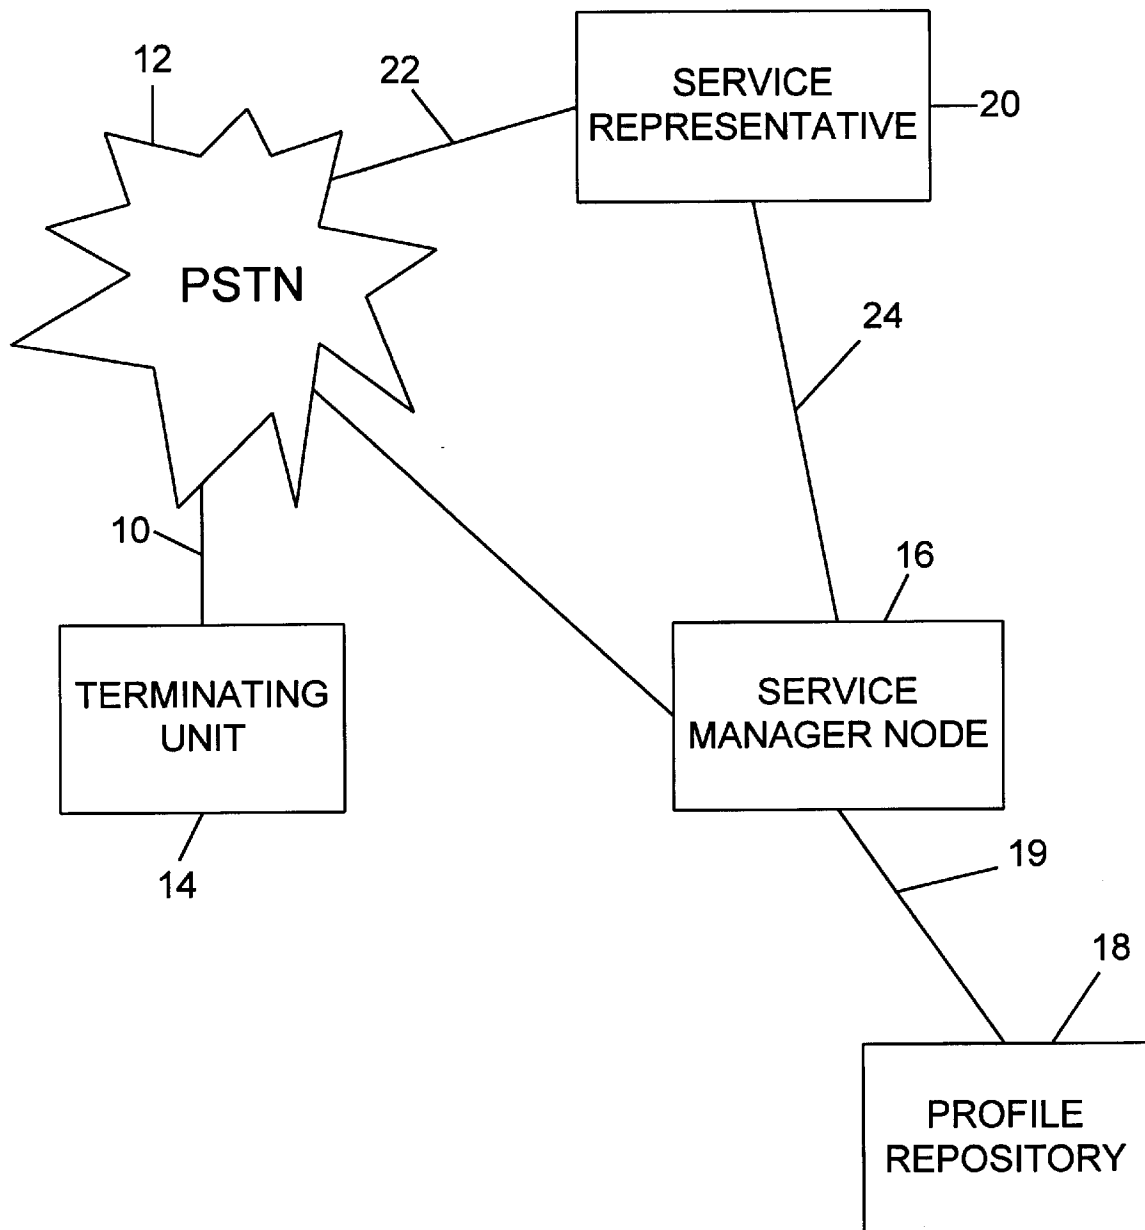 12
22
SERVICE
REPRESENTATIVE
20
PSTN
24
10
16
TERMINATING
UNIT
SERVICE
MANAGER NODE
14
19
18
PROFILE
REPOSITORY